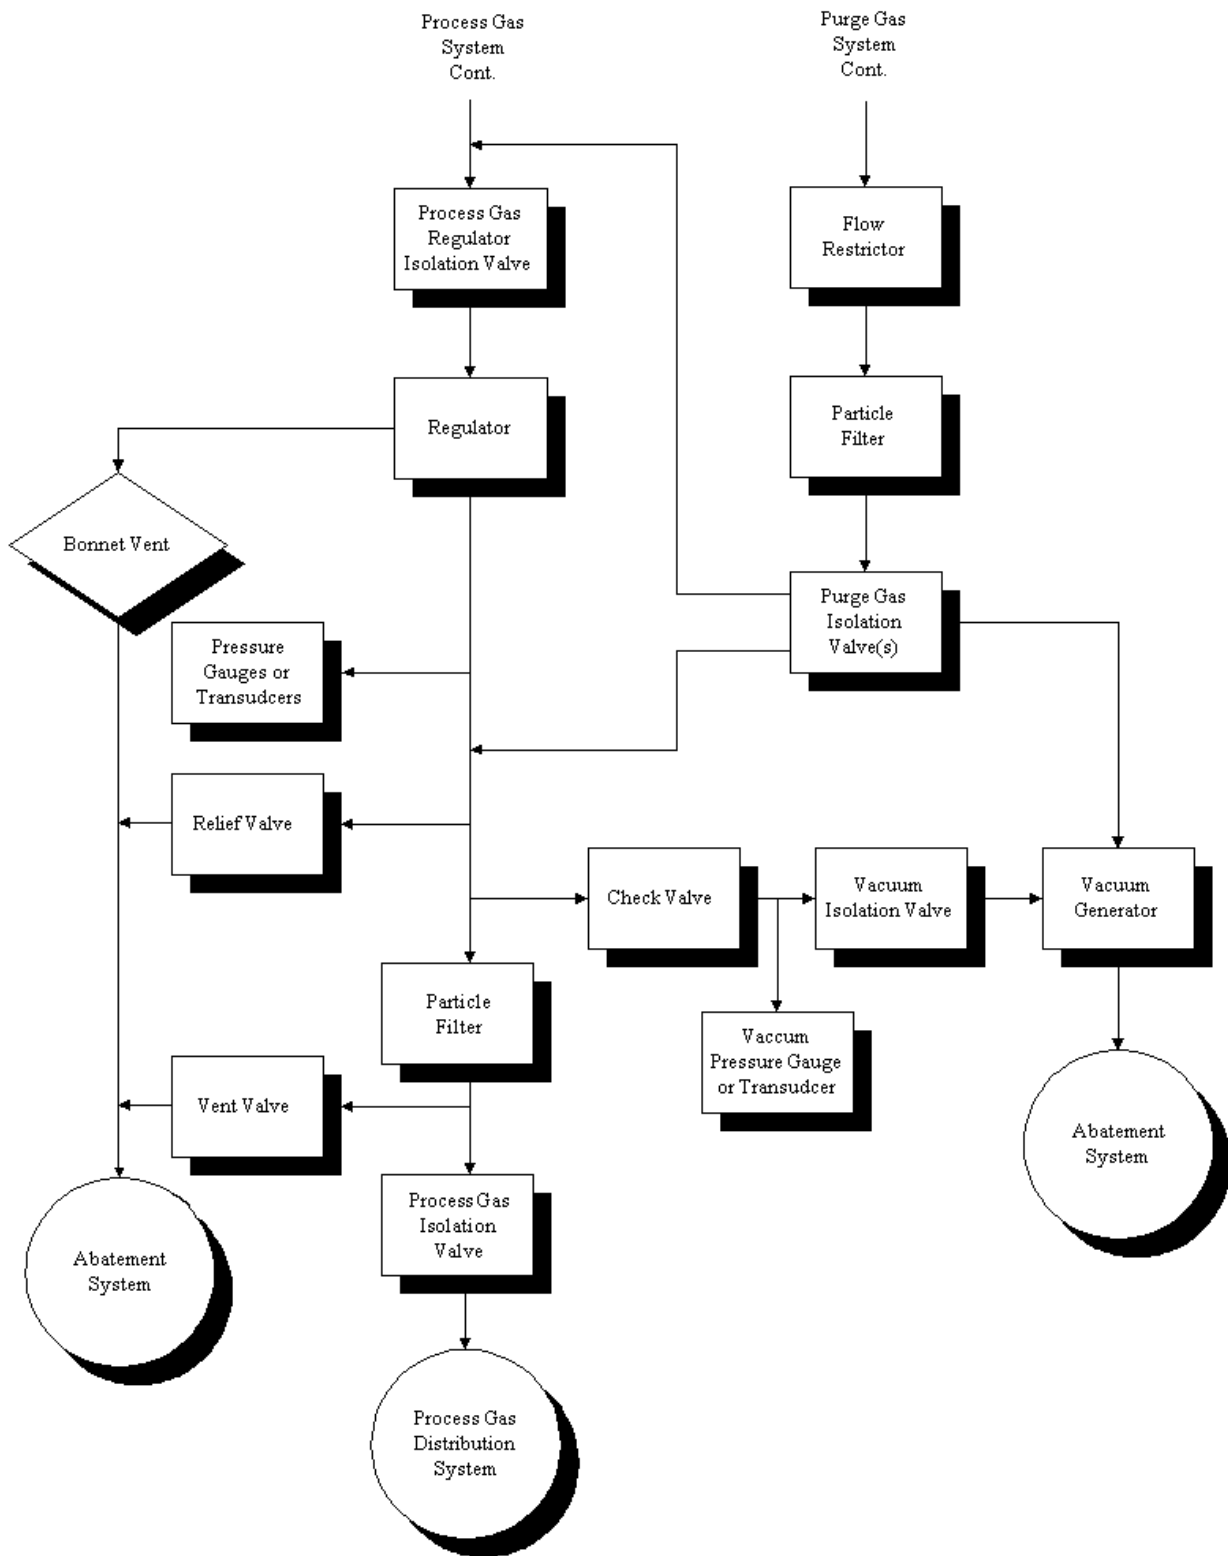 Process Gas
System
Cont.
Purge Gas
System
Cont.
Process Gas
Regulator
Isolation Valve
Flow
Restrictor
Regulator
Particle
Filter
Bonnet Vent
Purge Gas
Isolation
Valve(s)
Pressure
Gauges or
Transudcers
Relief Valve
Check Valve
Vacuum
Isolation Valve
Vacuum
Generator
Particle
Filter
Vaccum
Pressure Gauge
or Transudcer
Vent Valve
Abatement
System
Process Gas
Isolation
Valve
Abatement
System
Process Gas
Distribution
System